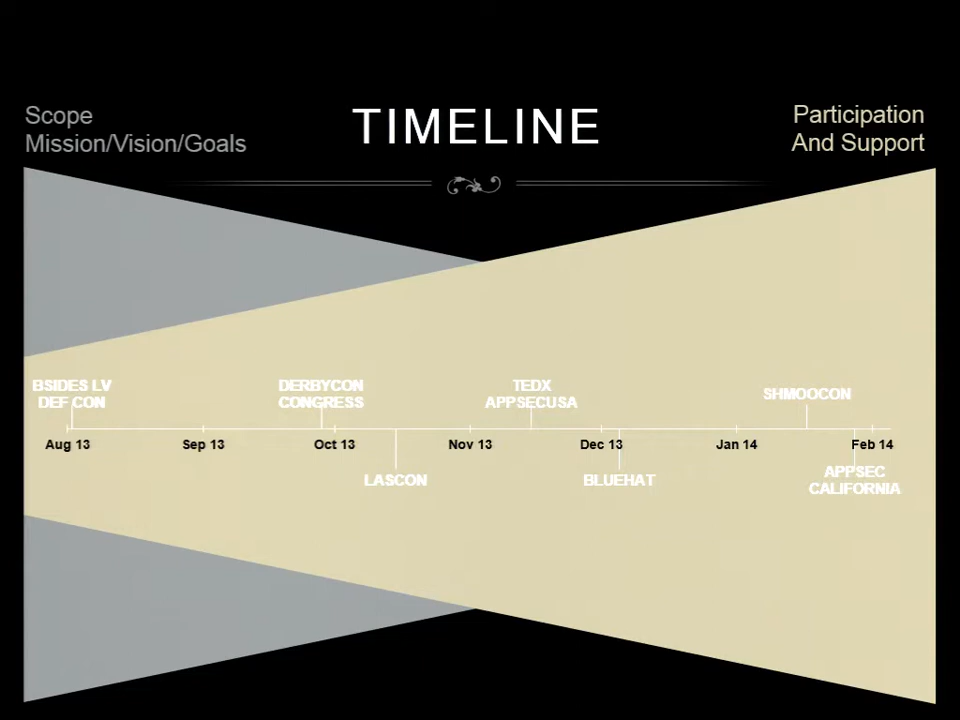 Scope
Mission/Vision/Goals
TIMELINE
Participation
And Support
BSIDES LV
DEF CON
DERBYCON
CONGRESS
TEDX
APPSECUSA
SHMOOCON
Aug 13
Sep 13
Oct 13
Nov 13
Dec 13
Jan 14
Feb 14
LASCON
BLUEHAT
APPSEC
CALIFORNIA